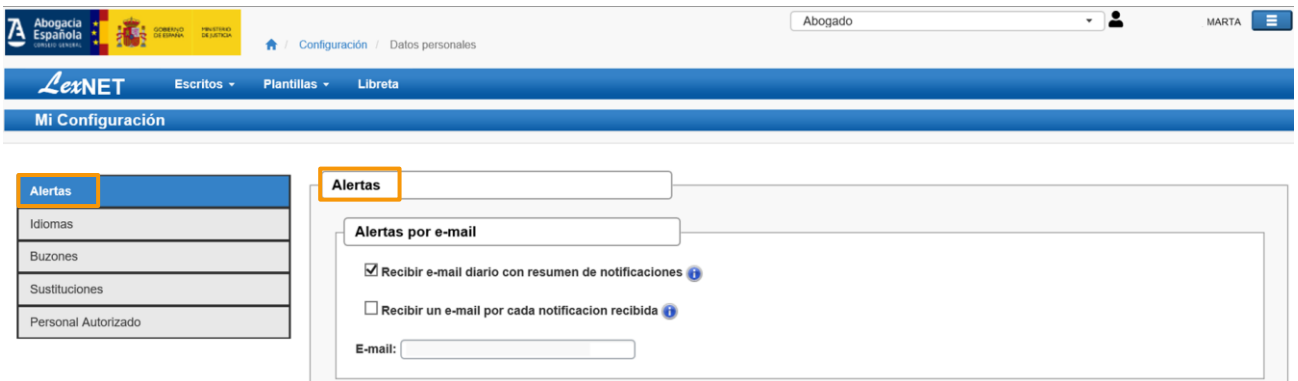 Abogacía
Española
CONSEJO GENERAL
GOBIERNO
DE ESPAÑA
MINISTERIO
DE JUSTICIA
/ Configuración / Datos personales
Abogado
MARTA
LexNET Escritos Plantillas Libreta
Mi Configuración
Alertas
Idiomas
Buzones
Sustituciones
Personal Autorizado
Alertas
Alertas por e-mail
Recibir e-mail diario con resumen de notificaciones
Recibir un e-mail por cada notificacion recibida
E-mail: